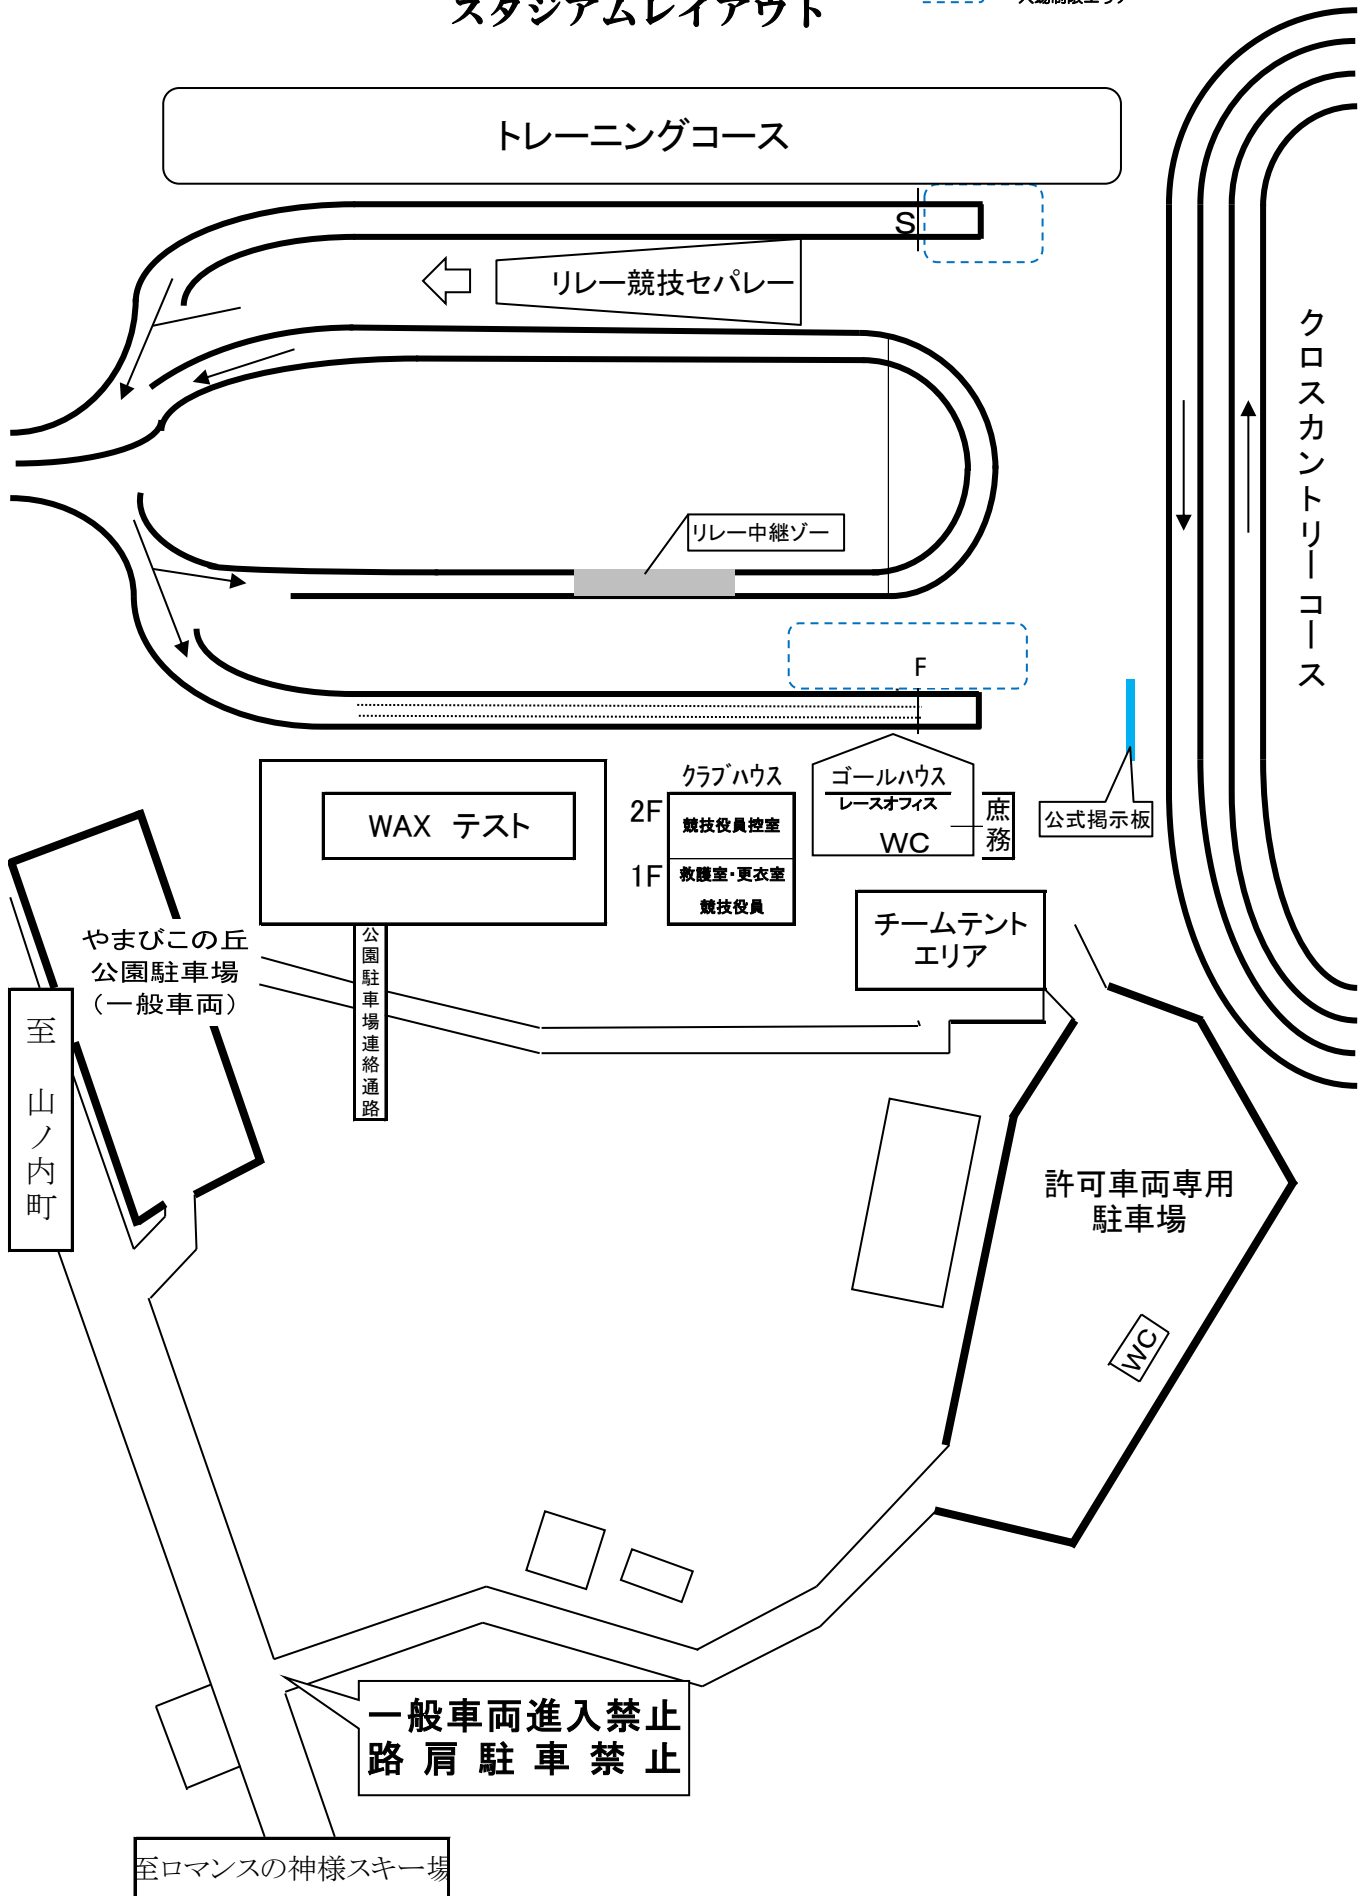 スタジアムレイアウト
入場制限エリア
トレーニングコース
S
リレー競技セパレー
クロスカントリーコース
リレー中継ゾー
F
クラブハウス
2F
競技役員控室
1F
救護室・更衣室
競技役員
ゴールハウス
レースオフィス
WC
庶務
公式掲示板
WAX テスト
チームテント
エリア
やまびこの丘
公園駐車場
（一般車両）
公園駐車場連絡通路
至 山ノ内町
許可車両専用
駐車場
WC
一般車両進入禁止
路肩駐車禁止
至ロマンスの神様スキー場